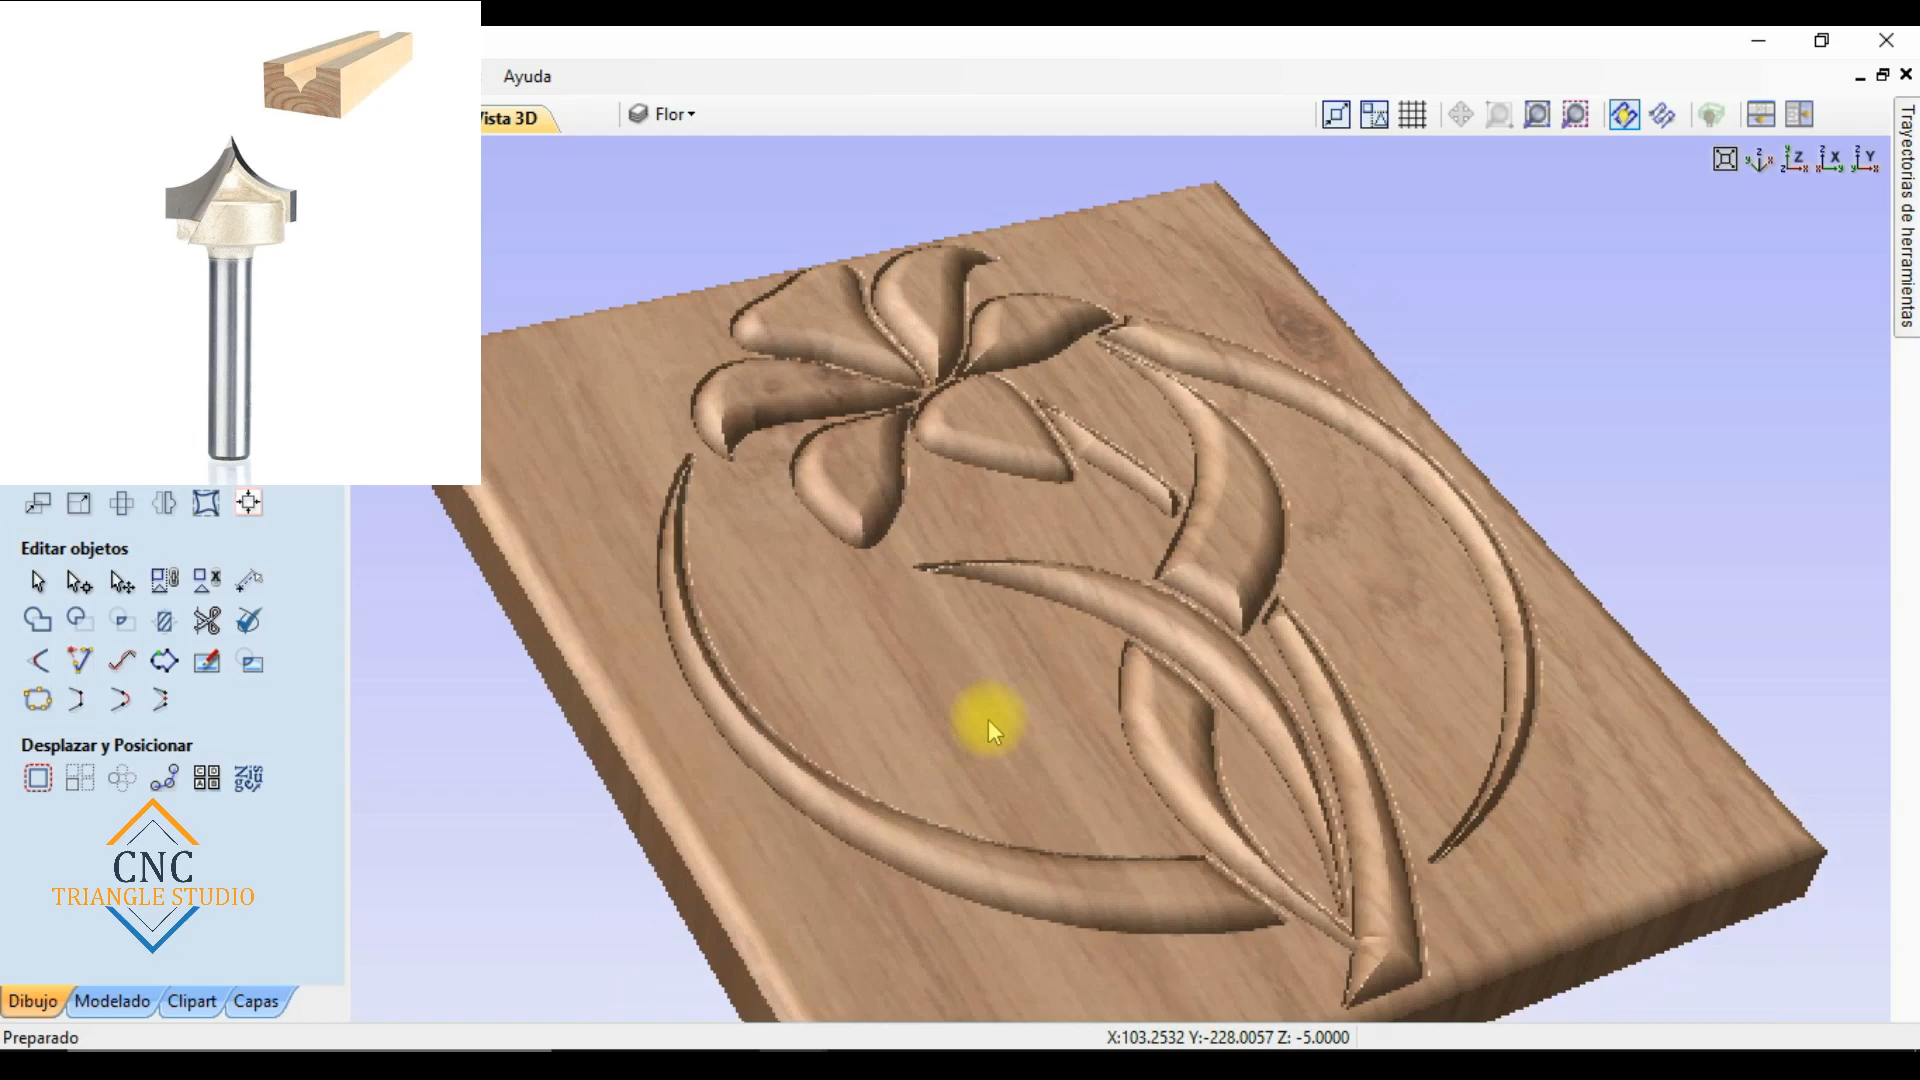 Ayuda
Vista 3D
Flor
Z
X
Y
Trayectorias de herramientas
Editar objetos
Desplazar y Posicionar
CNC
TRIANGLE STUDIO
Dibujo
Modelado
Clipart
Capas
Preparado
X:103.2532 Y:-228.0057 Z: -5.0000